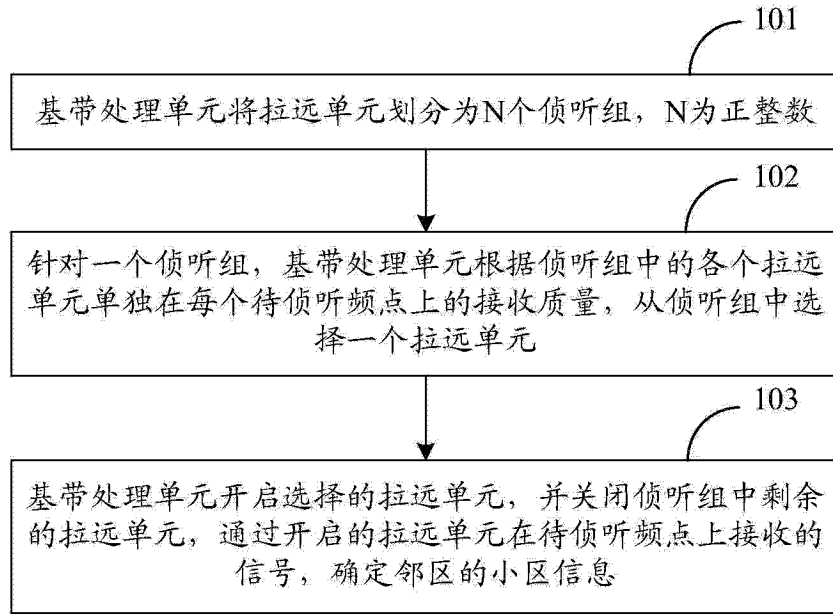 101
基带处理单元将拉远单元划分为N个侦听组，N为正整数
102
针对一个侦听组，基带处理单元根据侦听组中的各个拉远
单元单独在每个待侦听频点上的接收质量，从侦听组中选
择一个拉远单元
103
基带处理单元开启选择的拉远单元，并关闭侦听组中剩余
的拉远单元，通过开启的拉远单元在待侦听频点上接收的
信号，确定邻区的小区信息